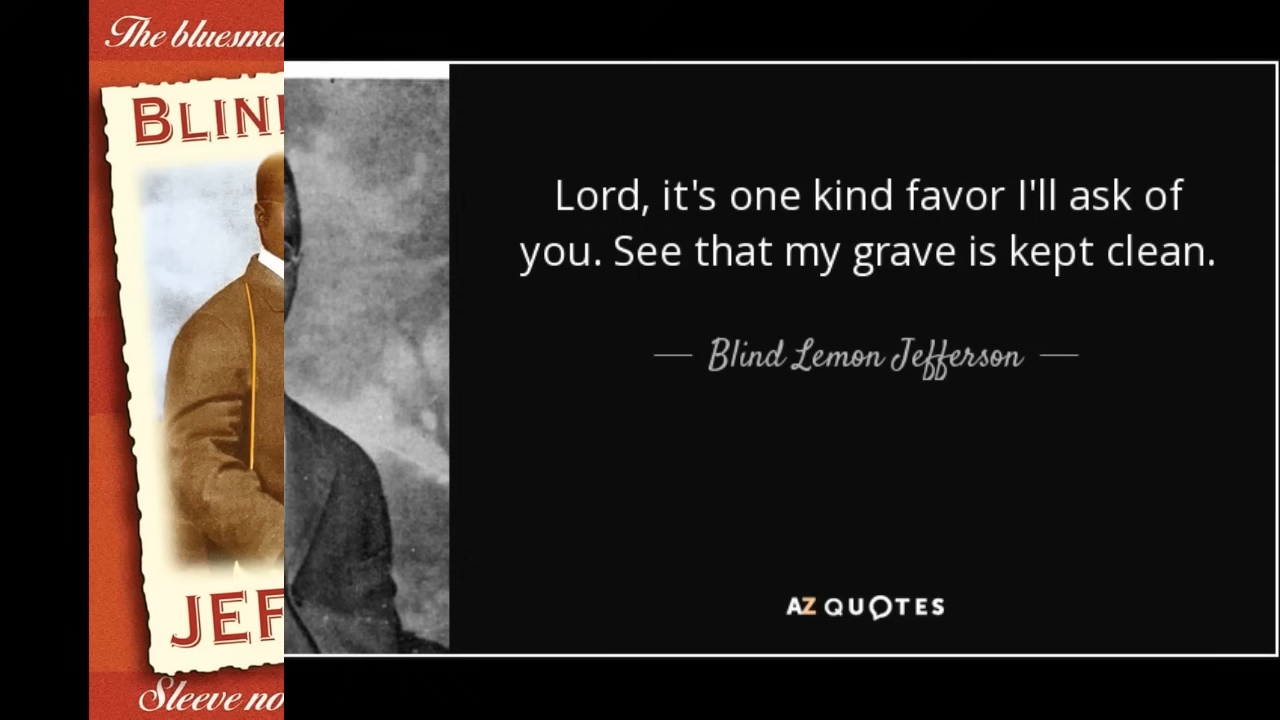 The bluesma
BLIN
JEF
Sleeve no
Lord, it's one kind favor I'll ask of
you. See that my grave is kept clean.
Blind Lemon Jefferson
AZ QUOTES